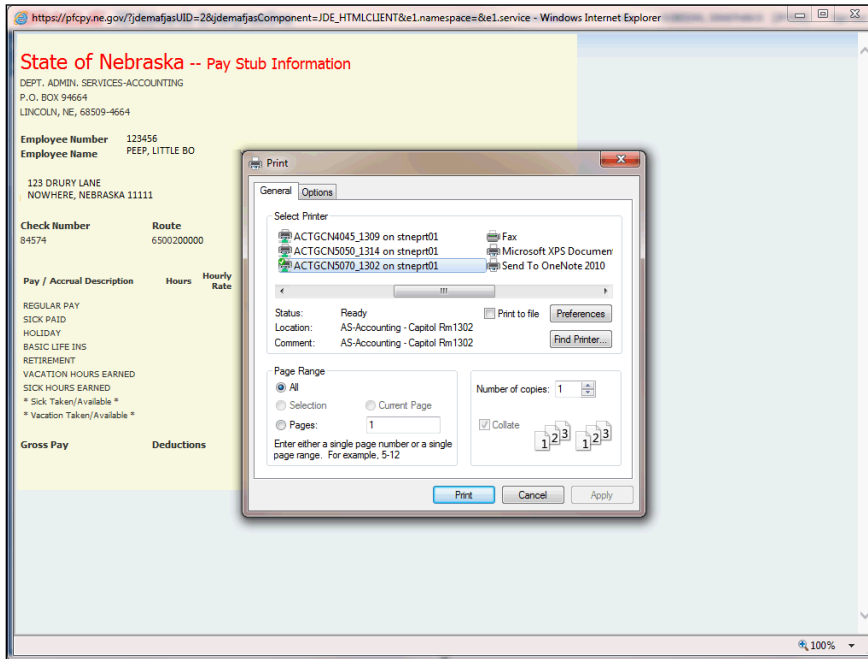 https://pfcpy.ne.gov/?jdemafjasUID=2&jdemafjasComponent=JDE_HTMLCLIENT&e1.namespace=&e1.service - Windows Internet Explorer
State of Nebraska -- Pay Stub Information
DEPT. ADMIN. SERVICES-ACCOUNTING
P.O. BOX 94664
LINCOLN, NE, 68509-4664
Employee Number 123456
Employee Name PEEP, LITTLE BO
123 DRURY LANE
NOWHERE, NEBRASKA 11111
Check Number Route
84574 6500200000
Pay / Accrual Description Hours Hourly Rate
REGULAR PAY
SICK PAID
HOLIDAY
BASIC LIFE INS
RETIREMENT
VACATION HOURS EARNED
SICK HOURS EARNED
* Sick Taken/Available *
* Vacation Taken/Available *
Gross Pay Deductions
Print
General Options
Select Printer
ACTGCN4045_1309 on stneprt01 Fax
ACTGCN5050_1314 on stneprt01 Microsoft XPS Documen
ACTGCN5070_1302 on stneprt01 Send To OneNote 2010
Status: Ready Print to file Preferences
Location: AS-Accounting - Capitol Rm1302
Comment: AS-Accounting - Capitol Rm1302 Find Printer...
Page Range
All Number of copies: 1
Selection Current Page
Pages: 1 Collate
Enter either a single page number or a single
page range. For example, 5-12
1 2 3 1 2 3
Print Cancel Apply
100%